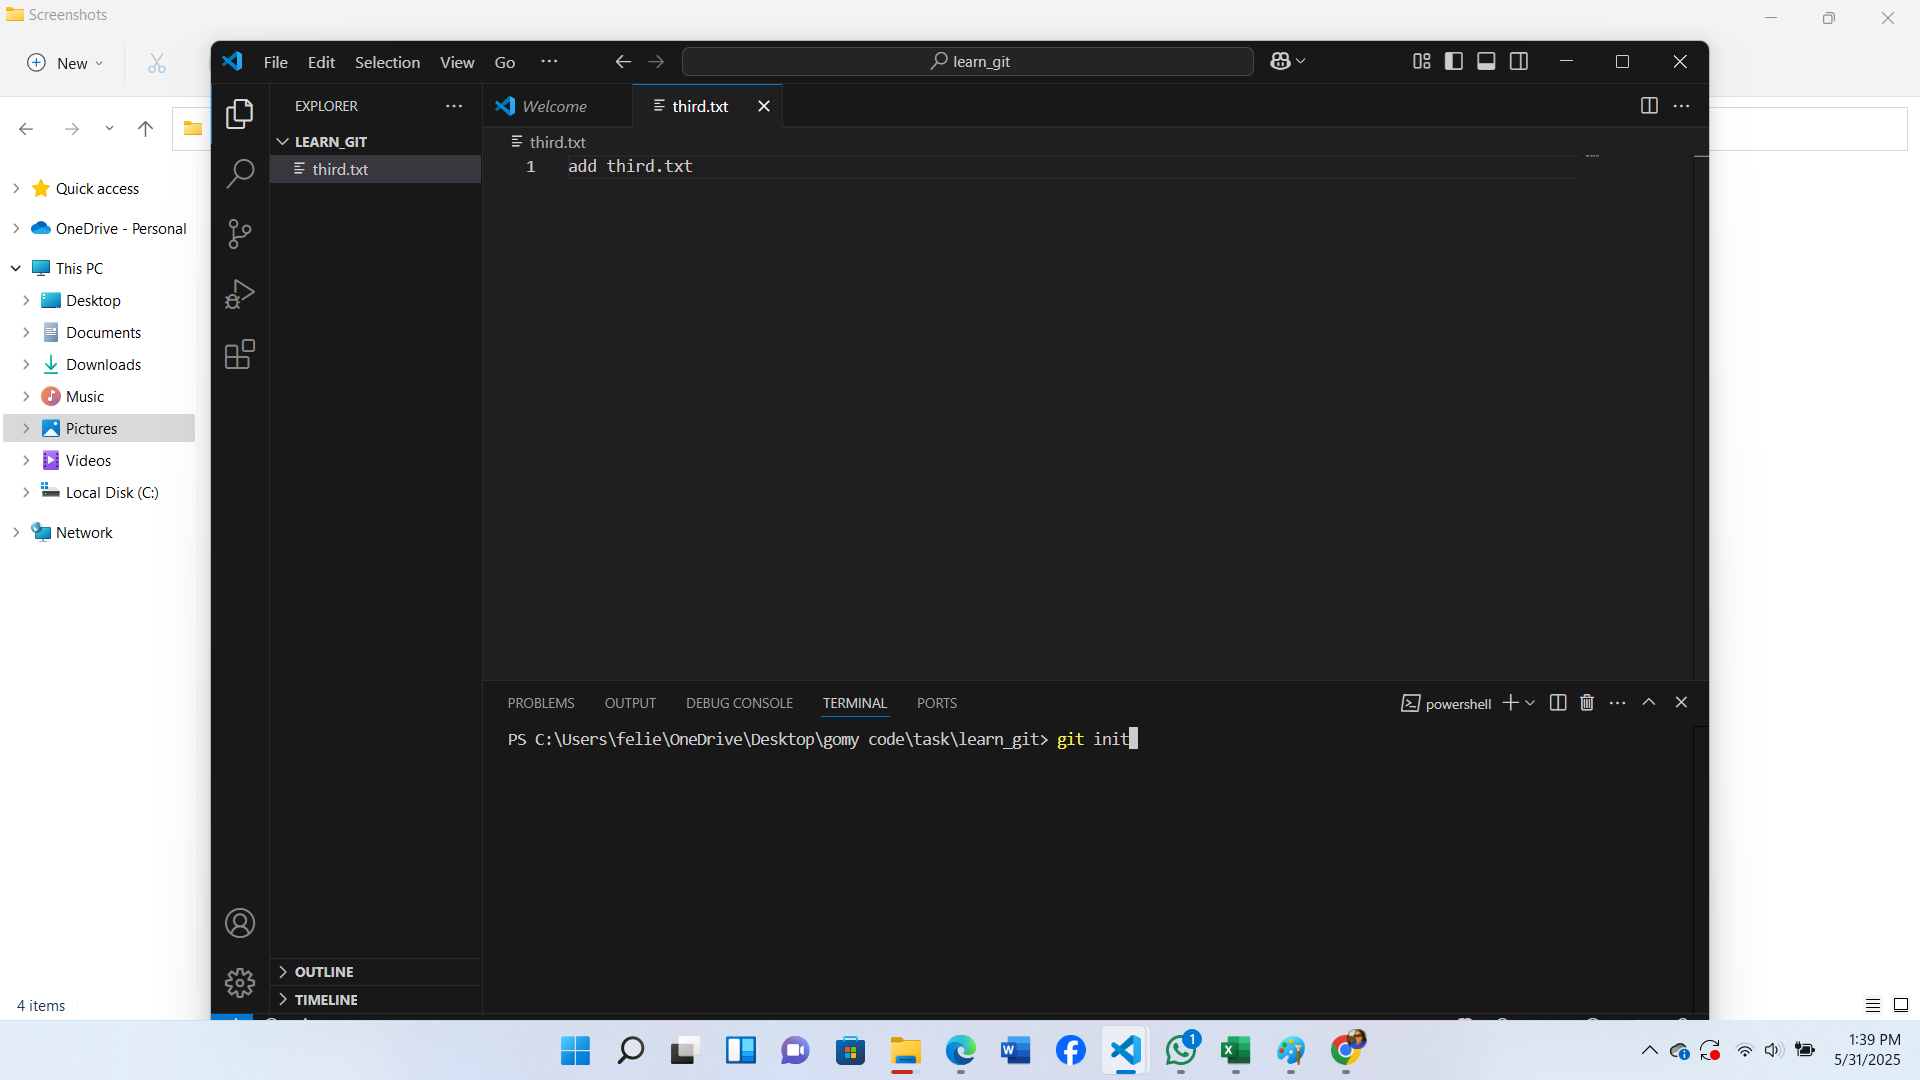 Screenshots
New
File Edit Selection View Go
learn_git
EXPLORER
Welcome
third.txt
LEARN_GIT
third.txt
third.txt
1 add third.txt
Quick access
OneDrive - Personal
This PC
Desktop
Documents
Downloads
Music
Pictures
Videos
Local Disk (C:)
Network
PROBLEMS OUTPUT DEBUG CONSOLE TERMINAL PORTS
powershell
PS C:\Users\felie\OneDrive\Desktop\gomy code\task\learn_git> git init
OUTLINE
TIMELINE
4 items
1
1:39 PM
5/31/2025